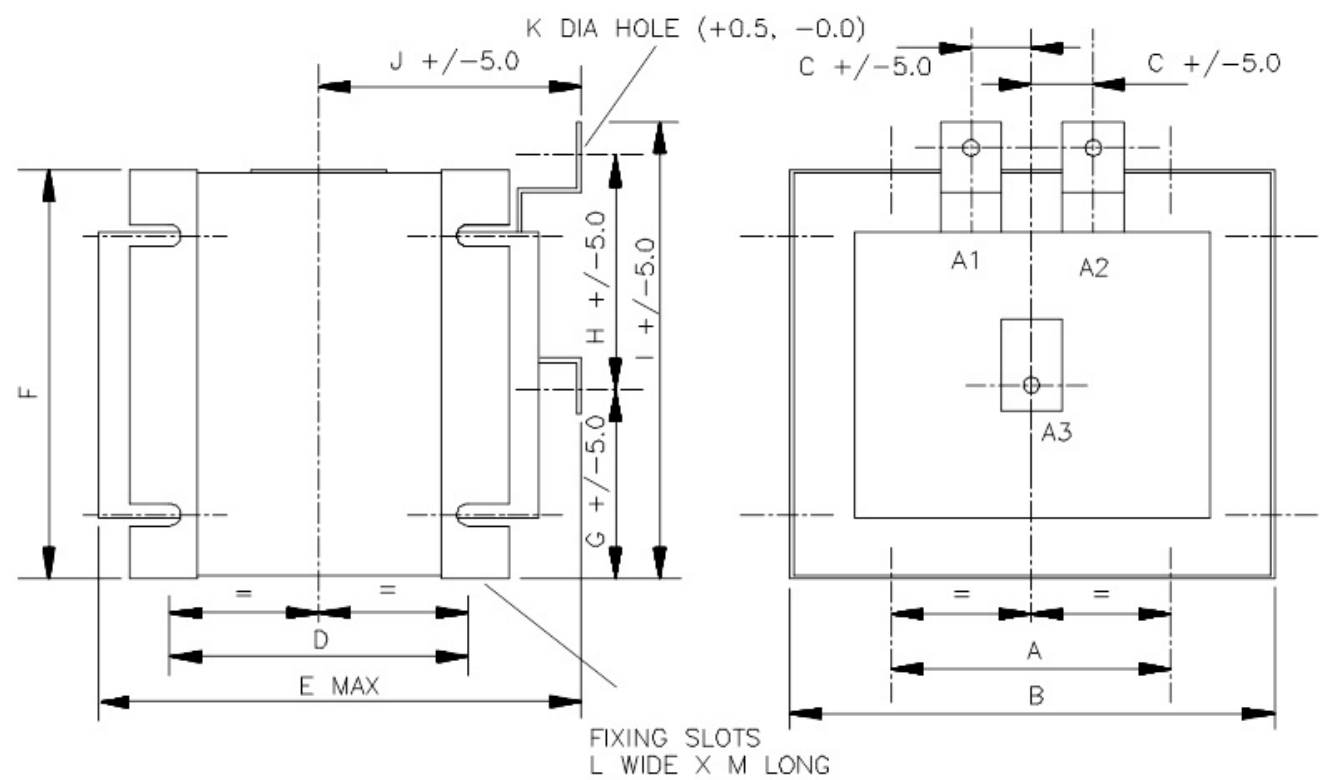 K DIA HOLE (+0.5, -0.0)
J +/-5.0
C +/-5.0
C +/-5.0
H +/-5.0
I +/-5.0
A1
A2
F
A3
G +/-5.0
=
=
=
=
D
A
E MAX
B
FIXING SLOTS
L WIDE X M LONG